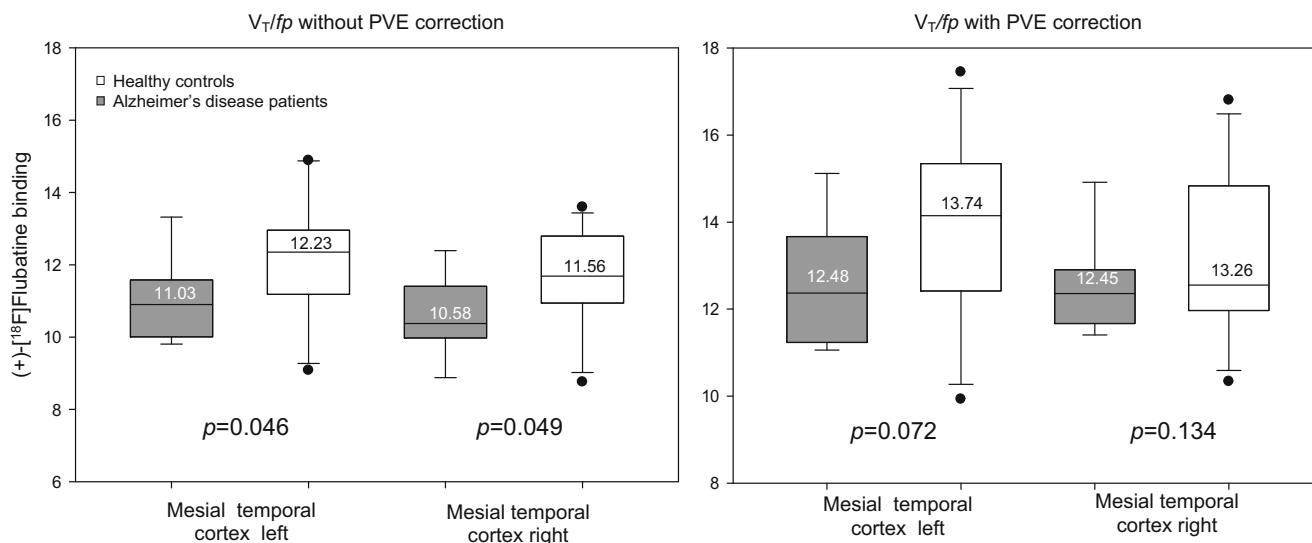 V_T/fp without PVE correction
18
16
14
12
10
8
6
(+)-[¹⁸F]Flubatine binding
Healthy controls
Alzheimer's disease patients
11.03
12.23
10.58
11.56
p=0.046
p=0.049
Mesial temporal
cortex left
Mesial temporal
cortex right
V_T/fp with PVE correction
18
16
14
12
10
8
12.48
13.74
12.45
13.26
p=0.072
p=0.134
Mesial temporal
cortex left
Mesial temporal
cortex right